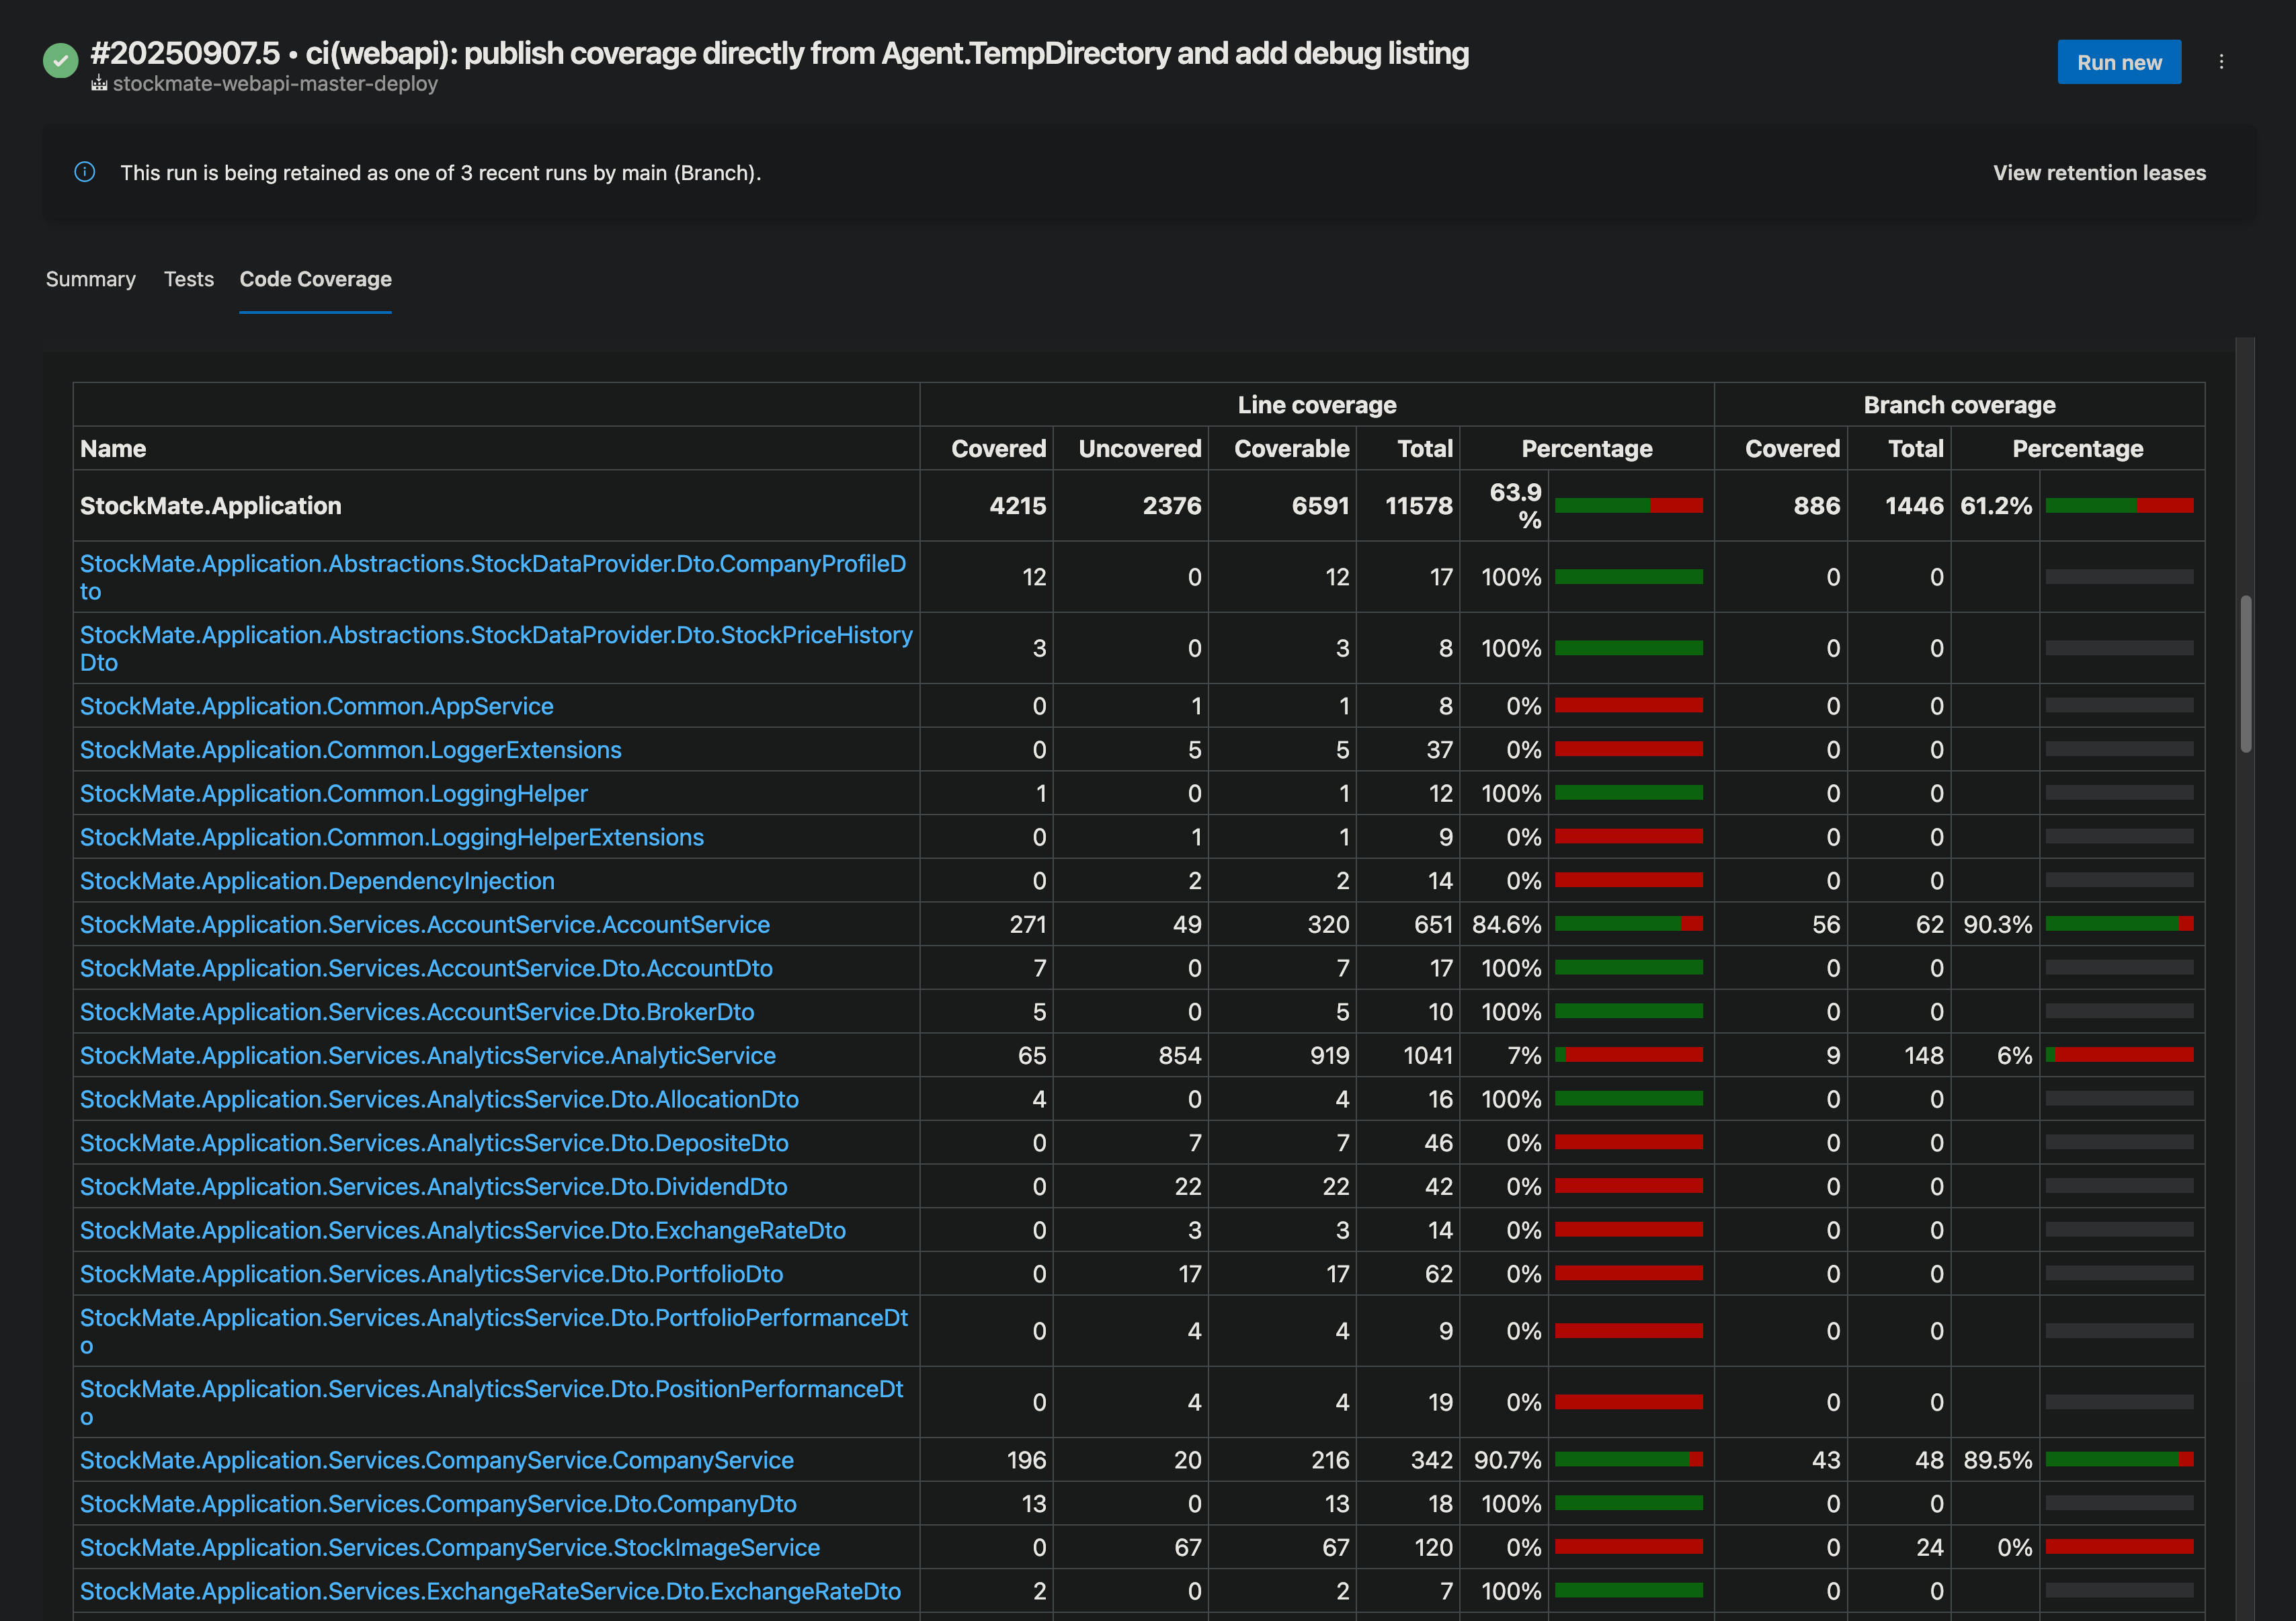 #20250907.5 • ci(webapi): publish coverage directly from Agent.TempDirectory and add debug listing
Run new
stockmate-webapi-master-deploy
This run is being retained as one of 3 recent runs by main (Branch).
View retention leases
Summary Tests Code Coverage
Line coverage Branch coverage
Name Covered Uncovered Coverable Total Percentage Covered Total Percentage
StockMate.Application 4215 2376 6591 11578 63.9
% 886 1446 61.2%
StockMate.Application.Abstractions.StockDataProvider.Dto.CompanyProfileD
to 12 0 12 17 100% 0 0
StockMate.Application.Abstractions.StockDataProvider.Dto.StockPriceHistory
Dto 3 0 3 8 100% 0 0
StockMate.Application.Common.AppService 0 1 1 8 0% 0 0
StockMate.Application.Common.LoggerExtensions 0 5 5 37 0% 0 0
StockMate.Application.Common.LoggingHelper 1 0 1 12 100% 0 0
StockMate.Application.Common.LoggingHelperExtensions 0 1 1 9 0% 0 0
StockMate.Application.DependencyInjection 0 2 2 14 0% 0 0
StockMate.Application.Services.AccountService.AccountService 271 49 320 651 84.6% 56 62 90.3%
StockMate.Application.Services.AccountService.Dto.AccountDto 7 0 7 17 100% 0 0
StockMate.Application.Services.AccountService.Dto.BrokerDto 5 0 5 10 100% 0 0
StockMate.Application.Services.AnalyticsService.AnalyticService 65 854 919 1041 7% 9 148 6%
StockMate.Application.Services.AnalyticsService.Dto.AllocationDto 4 0 4 16 100% 0 0
StockMate.Application.Services.AnalyticsService.Dto.DepositeDto 0 7 7 46 0% 0 0
StockMate.Application.Services.AnalyticsService.Dto.DividendDto 0 22 22 42 0% 0 0
StockMate.Application.Services.AnalyticsService.Dto.ExchangeRateDto 0 3 3 14 0% 0 0
StockMate.Application.Services.AnalyticsService.Dto.PortfolioDto 0 17 17 62 0% 0 0
StockMate.Application.Services.AnalyticsService.Dto.PortfolioPerformanceDt
o 0 4 4 9 0% 0 0
StockMate.Application.Services.AnalyticsService.Dto.PositionPerformanceDt
o 0 4 4 19 0% 0 0
StockMate.Application.Services.CompanyService.CompanyService 196 20 216 342 90.7% 43 48 89.5%
StockMate.Application.Services.CompanyService.Dto.CompanyDto 13 0 13 18 100% 0 0
StockMate.Application.Services.CompanyService.StockImageService 0 67 67 120 0% 0 24 0%
StockMate.Application.Services.ExchangeRateService.Dto.ExchangeRateDto 2 0 2 7 100% 0 0